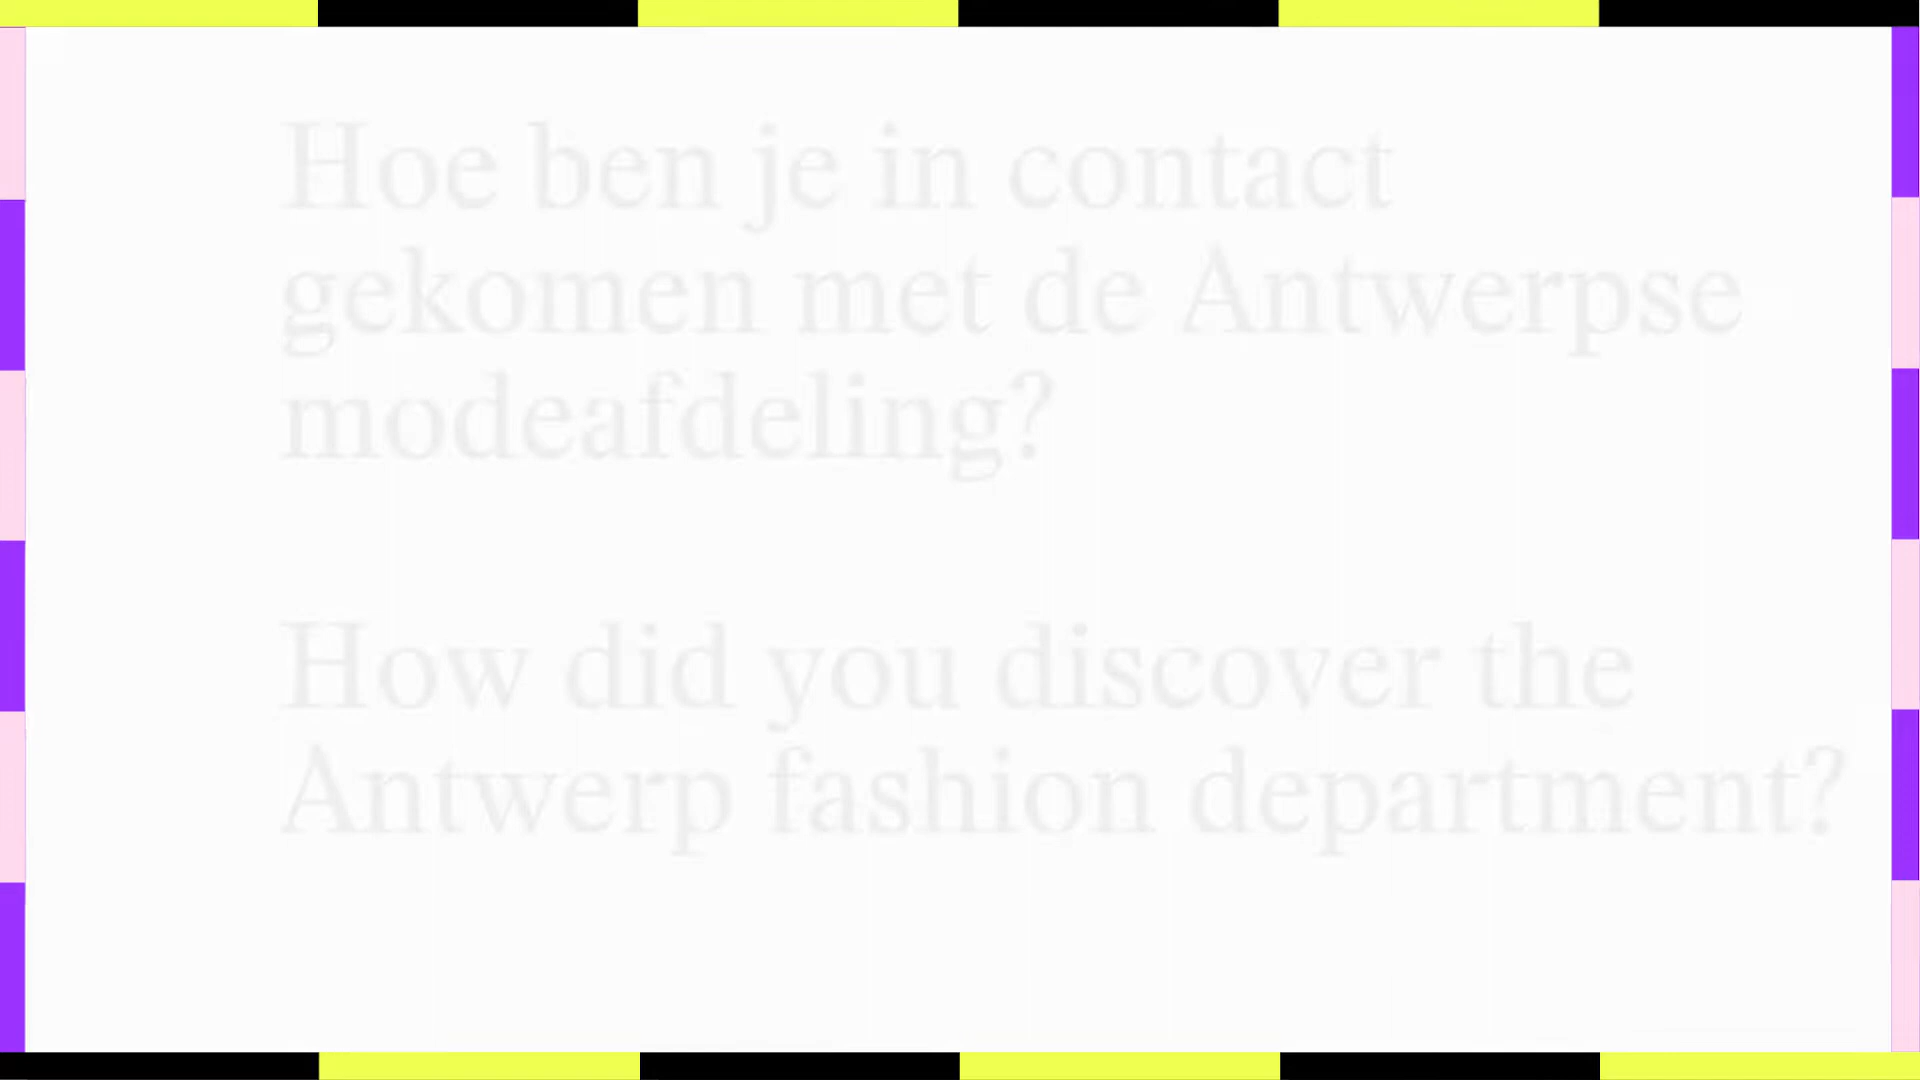 Hoe ben je in contact
gekomen met de Antwerpse
modeafdeling?
How did you discover the
Antwerp fashion department?